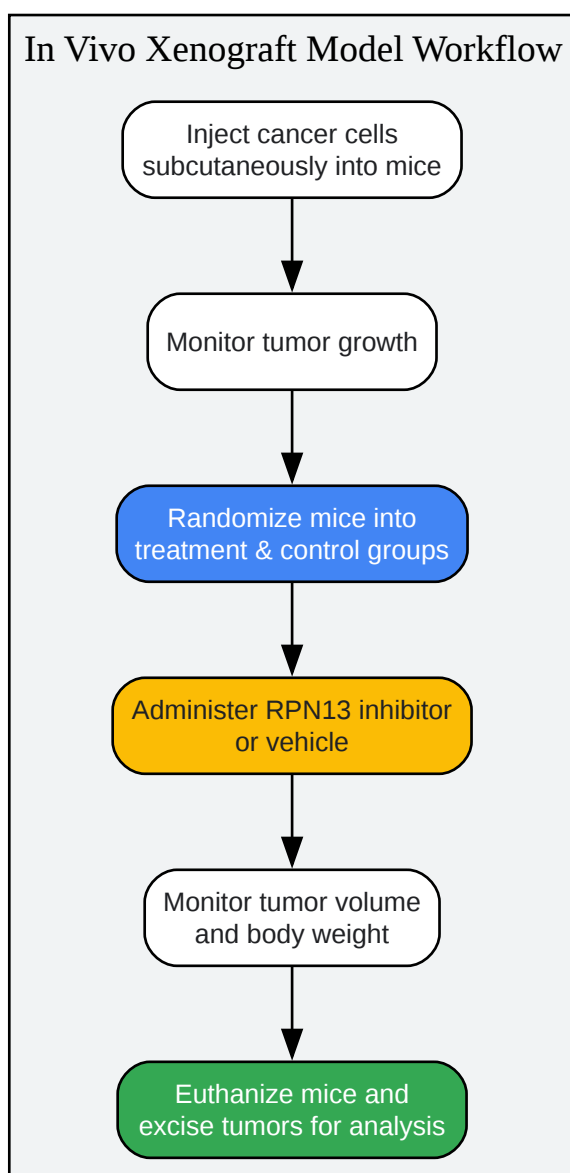 In Vivo Xenograft Model Workflow
Inject cancer cells
subcutaneously into mice
Monitor tumor growth
Randomize mice into
treatment & control groups
Administer RPN13 inhibitor
or vehicle
Monitor tumor volume
and body weight
Euthanize mice and
excise tumors for analysis